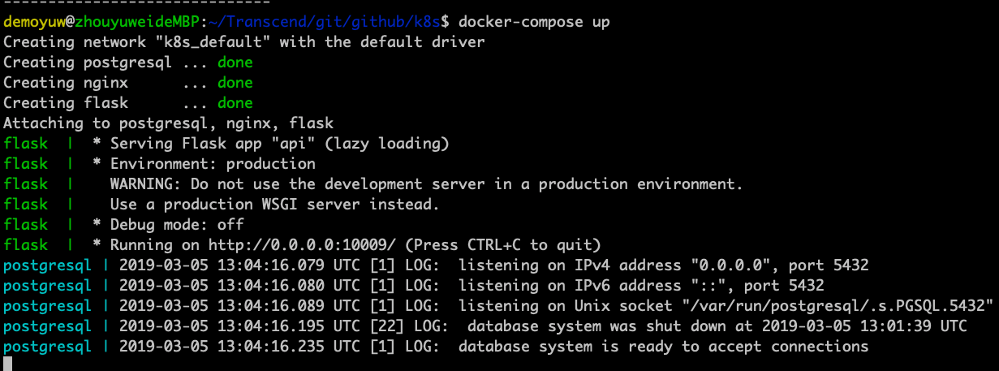 ------------------------------
demoyuw@zhouyuweideMBP:~/Transcend/git/github/k8s$ docker-compose up
Creating network "k8s_default" with the default driver
Creating postgresql ... done
Creating nginx      ... done
Creating flask      ... done
Attaching to postgresql, nginx, flask
flask  |  * Serving Flask app "api" (lazy loading)
flask  |  * Environment: production
flask  |    WARNING: Do not use the development server in a production environment.
flask  |    Use a production WSGI server instead.
flask  |  * Debug mode: off
flask  |  * Running on http://0.0.0.0:10009/ (Press CTRL+C to quit)
postgresql | 2019-03-05 13:04:16.079 UTC [1] LOG:  listening on IPv4 address "0.0.0.0", port 5432
postgresql | 2019-03-05 13:04:16.080 UTC [1] LOG:  listening on IPv6 address "::", port 5432
postgresql | 2019-03-05 13:04:16.089 UTC [1] LOG:  listening on Unix socket "/var/run/postgresql/.s.PGSQL.5432"
postgresql | 2019-03-05 13:04:16.195 UTC [22] LOG:  database system was shut down at 2019-03-05 13:01:39 UTC
postgresql | 2019-03-05 13:04:16.235 UTC [1] LOG:  database system is ready to accept connections